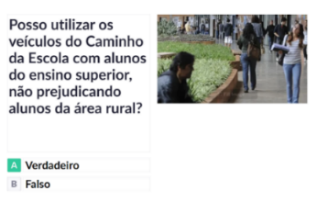 Posso utilizar os
veículos do Caminho
da Escola com alunos
do ensino superior,
não prejudicando
alunos da área rural?
A Verdadeiro
B Falso